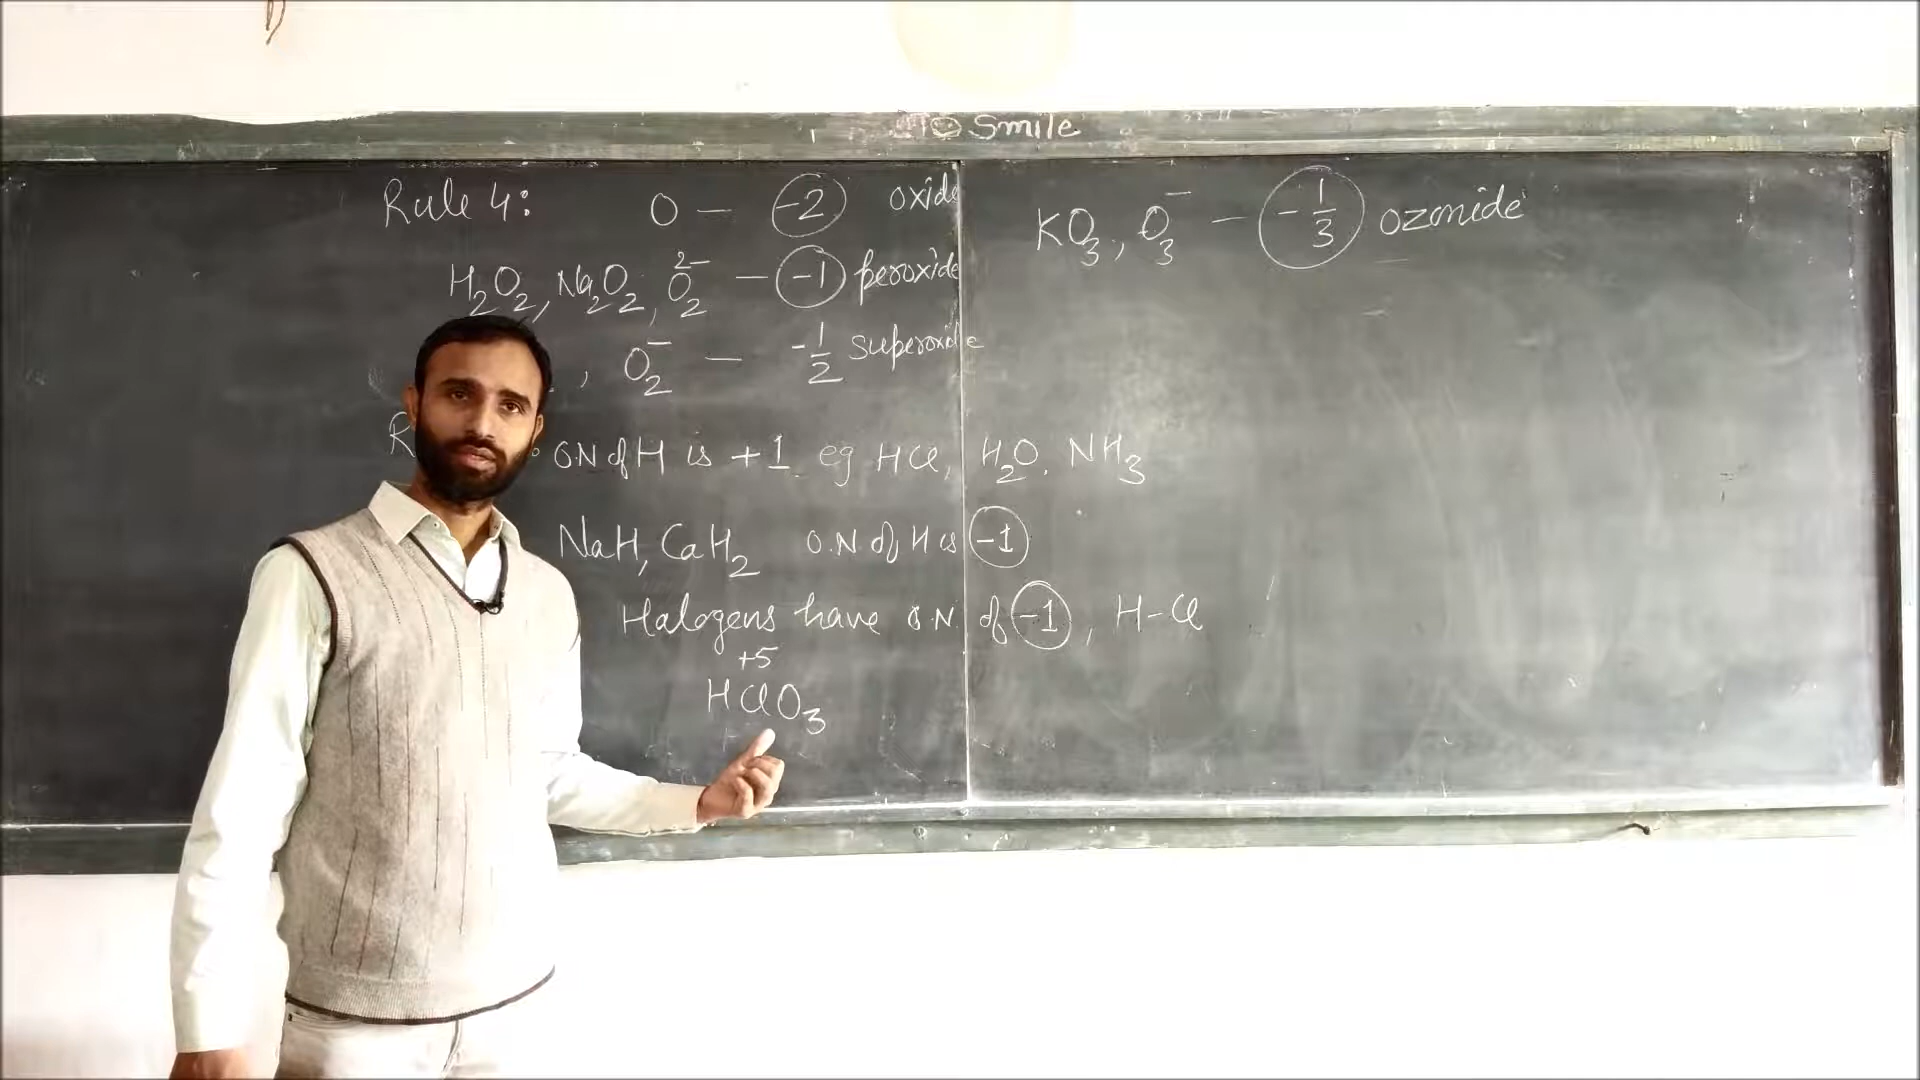 ☺ Smile
Rule 4: O — -2 oxide
H₂O₂, Na₂O₂, O₂²⁻ — -1 peroxide
, O₂⁻ — -1/2 superoxide
R : O.N of H is +1 eg HCl, H₂O, NH₃
NaH, CaH₂ O.N. of H is -1
Halogens have O.N. of -1, H-Cl
+5
HClO₃
KO₃, O₃⁻ — -1/3 ozonide